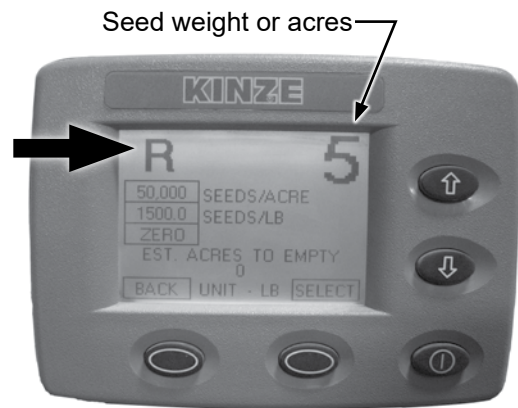 Seed weight or acres
KINZE
R 5
50,000 SEEDS/ACRE
1500.0 SEEDS/LB
ZERO
EST. ACRES TO EMPTY
0
BACK UNIT - LB SELECT